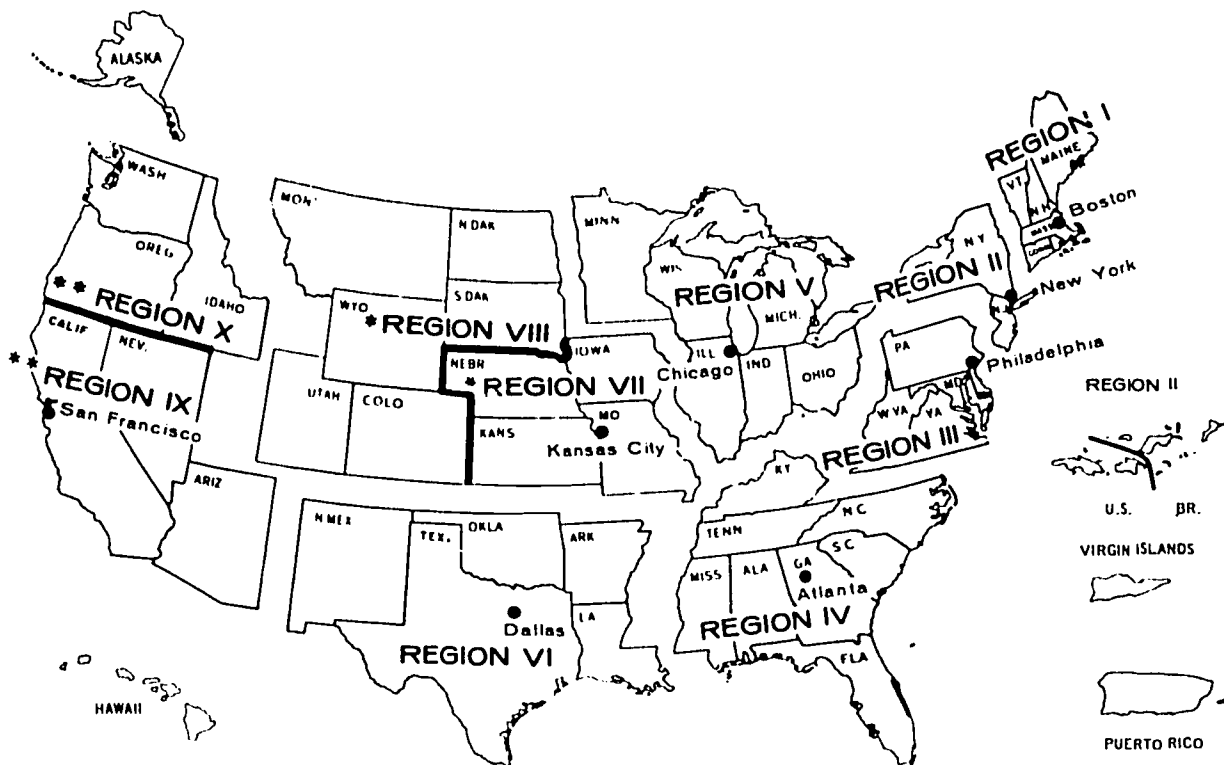 ALASKA
REGION I
MAINE
WASH
VT.
MON
N.H.
Boston
MINN
N DAK
N.Y.
OREG
WIS
REGION II
New York
REGION V
IDAHO
S DAK
** REGION X
WYO
MICH.
N.J.
*REGION VIII
CALIF
NEV.
PA
IOWA
ILL
IND
Philadelphia
NEBR
Chicago
OHIO
** REGION IX
* REGION VII
MD
REGION II
UTAH
COLO
W VA
VA
San Francisco
MO
KANS
REGION III
Kansas City
KY
ARIZ
N MEX
OKLA
N C
U.S. BR.
TEX.
TENN
ARK
S C
VIRGIN ISLANDS
MISS
ALA
GA
Atlanta
LA
REGION IV
Dallas
REGION VI
FLA
HAWAII
PUERTO RICO